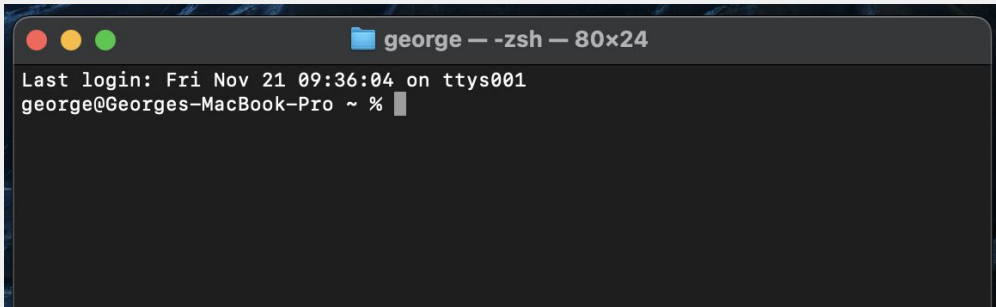 george — -zsh — 80×24
Last login: Fri Nov 21 09:36:04 on ttys001
george@Georges-MacBook-Pro ~ %